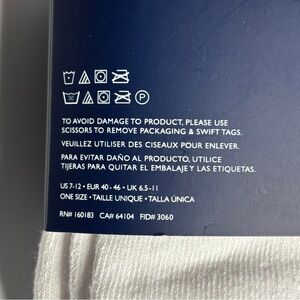 TO AVOID DAMAGE TO PRODUCT, PLEASE USE
SCISSORS TO REMOVE PACKAGING & SWIFT TAGS.
VEUILLEZ UTILISER DES CISEAUX POUR ENLEVER.
PARA EVITAR DAÑO AL PRODUCTO, UTILICE
TIJERAS PARA QUITAR EL EMBALAJE Y LAS ETIQUETAS.
US 7-12 • EUR 40 - 46 • UK 6.5 -11
ONE SIZE • TAILLE UNIQUE • TALLA ÚNICA
RN# 160183 CA# 64104 FID# 3060